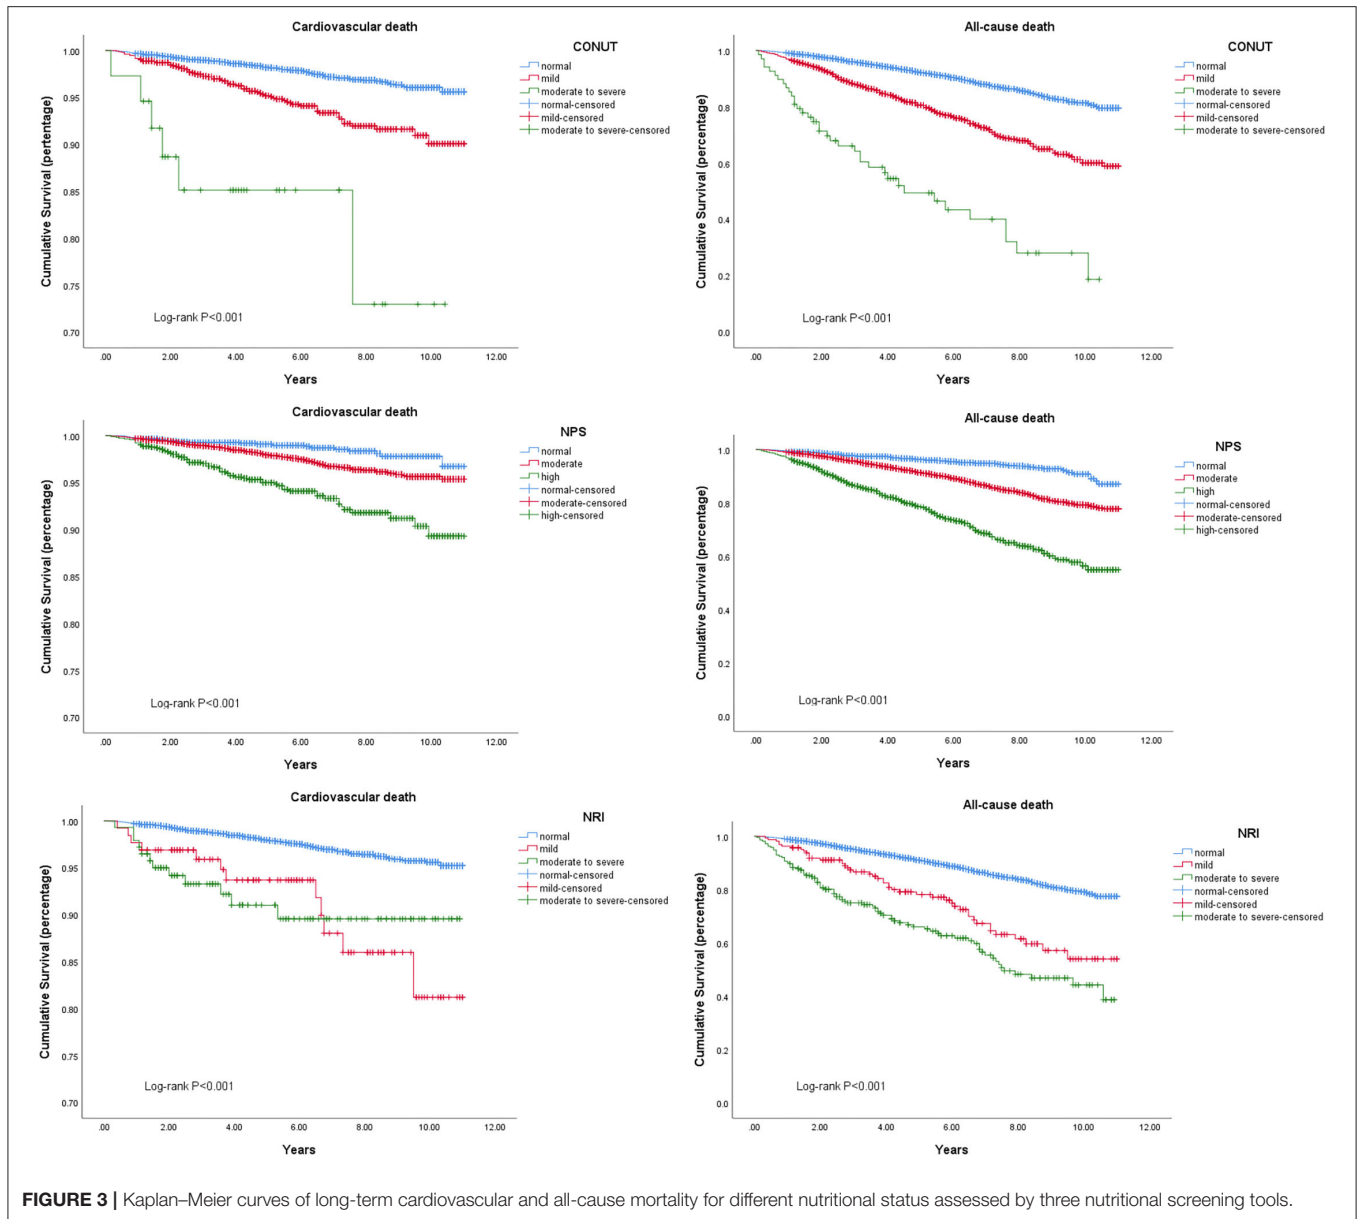 Cardiovascular death
CONUT
normal
mild
moderate to severe
normal-censored
mild-censored
moderate to severe-censored
Cumulative Survival (pertentage)
1.00
0.95
0.90
0.85
0.80
0.75
0.70
Log-rank P<0.001
.00 2.00 4.00 6.00 8.00 10.00 12.00
Years
All-cause death
CONUT
normal
mild
moderate to severe
normal-censored
mild-censored
moderate to severe-censored
Cumulative Survival (percentage)
1.00
0.8
0.6
0.4
0.2
0.0
Log-rank P<0.001
.00 2.00 4.00 6.00 8.00 10.00 12.00
Years
Cardiovascular death
NPS
normal
moderate
high
normal-censored
moderate-censored
high-censored
Cumulative Survival (percentage)
1.00
0.95
0.90
0.85
0.80
0.75
0.70
Log-rank P<0.001
.00 2.00 4.00 6.00 8.00 10.00 12.00
Years
All-cause death
NPS
normal
moderate
high
normal-censored
moderate-censored
high-censored
Cumulative Survival (percentage)
1.00
0.8
0.6
0.4
0.2
0.0
Log-rank P<0.001
.00 2.00 4.00 6.00 8.00 10.00 12.00
Years
Cardiovascular death
NRI
normal
mild
moderate to severe
normal-censored
mild-censored
moderate to severe-censored
Cumulative Survival (percentage)
1.00
0.95
0.90
0.85
0.80
0.75
0.70
Log-rank P<0.001
.00 2.00 4.00 6.00 8.00 10.00 12.00
Years
All-cause death
NRI
normal
mild
moderate to severe
normal-censored
mild-censored
moderate to severe-censored
Cumulative Survival (percentage)
1.00
0.8
0.6
0.4
0.2
0.0
Log-rank P<0.001
.00 2.00 4.00 6.00 8.00 10.00 12.00
Years
FIGURE 3 | Kaplan–Meier curves of long-term cardiovascular and all-cause mortality for different nutritional status assessed by three nutritional screening tools.